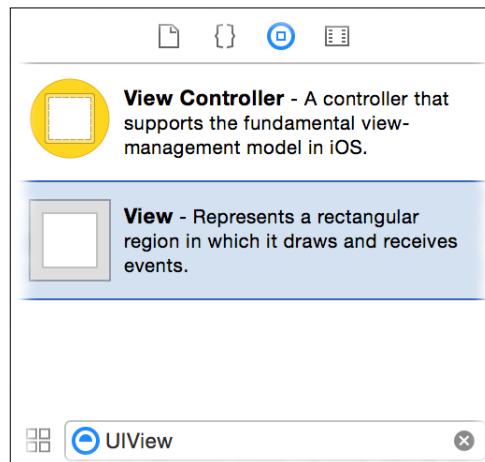 {}
View Controller - A controller that
supports the fundamental view-
management model in iOS.
View - Represents a rectangular
region in which it draws and receives
events.
UIView